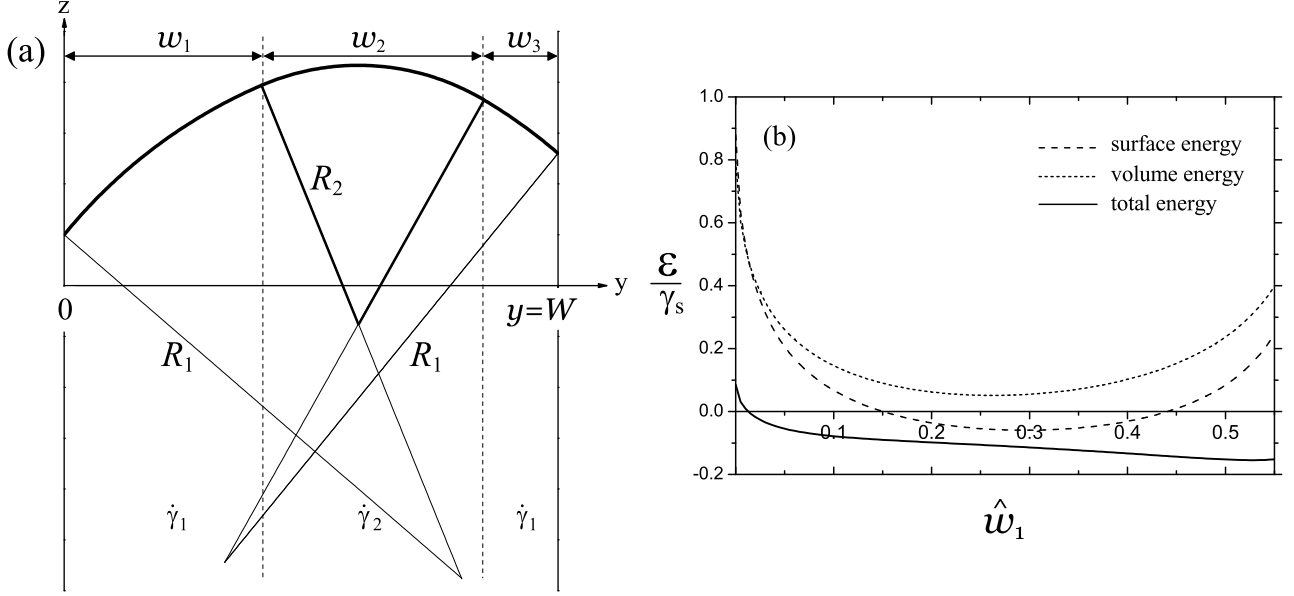 z
(a)
w₁ w₂ w₃
R₂
0
y=W
y
R₁ R₁
γ̇₁ γ̇₂ γ̇₁
(b)
surface energy
volume energy
total energy
ε
γₛ
1.0
0.8
0.6
0.4
0.2
0.0
-0.2
0.1 0.2 0.3 0.4 0.5
ŵ₁